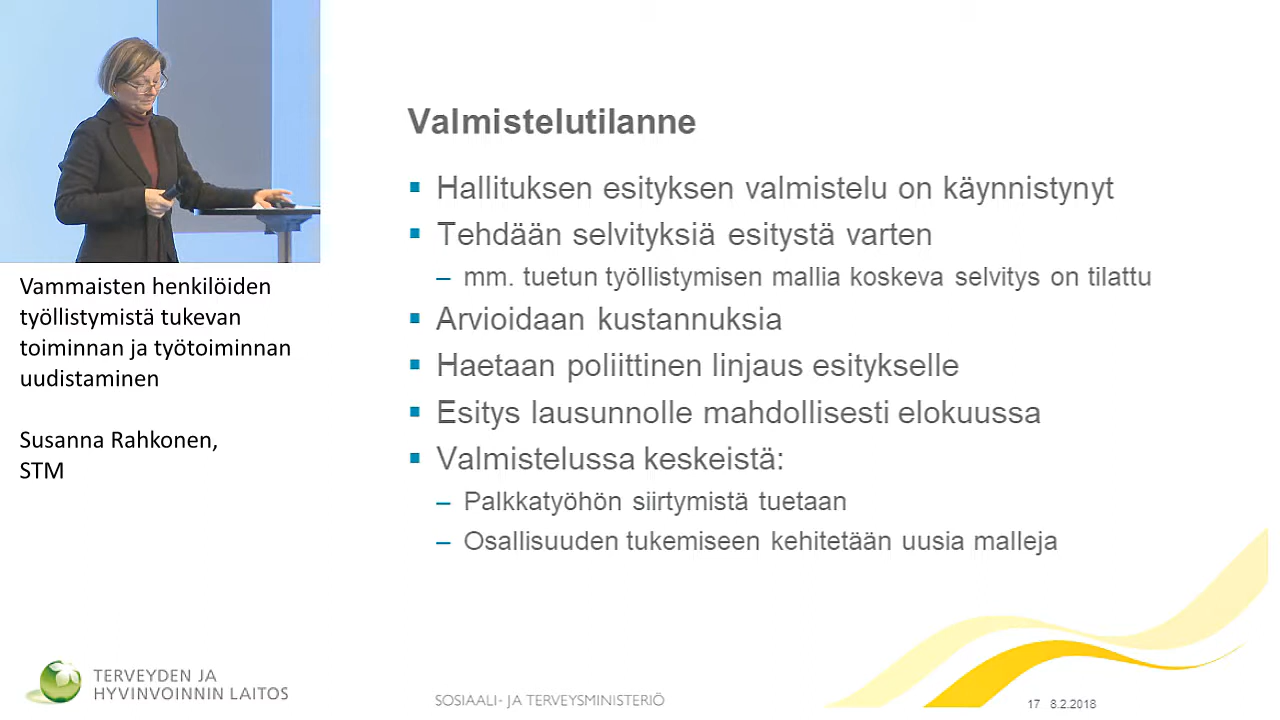 Valmistelutilanne
Hallituksen esityksen valmistelu on käynnistynyt
Tehdään selvityksiä esitystä varten
– mm. tuetun työllistymisen mallia koskeva selvitys on tilattu
Arvioidaan kustannuksia
Haetaan poliittinen linjaus esitykselle
Esitys lausunnolle mahdollisesti elokuussa
Valmistelussa keskeistä:
– Palkkatyöhön siirtymistä tuetaan
– Osallisuuden tukemiseen kehitetään uusia malleja
Vammaisten henkilöiden
työllistymistä tukevan
toiminnan ja työtoiminnan
uudistaminen
Susanna Rahkonen,
STM
TERVEYDEN JA
HYVINVOINNIN LAITOS
SOSIAALI- JA TERVEYSMINISTERIÖ
17 8.2.2018